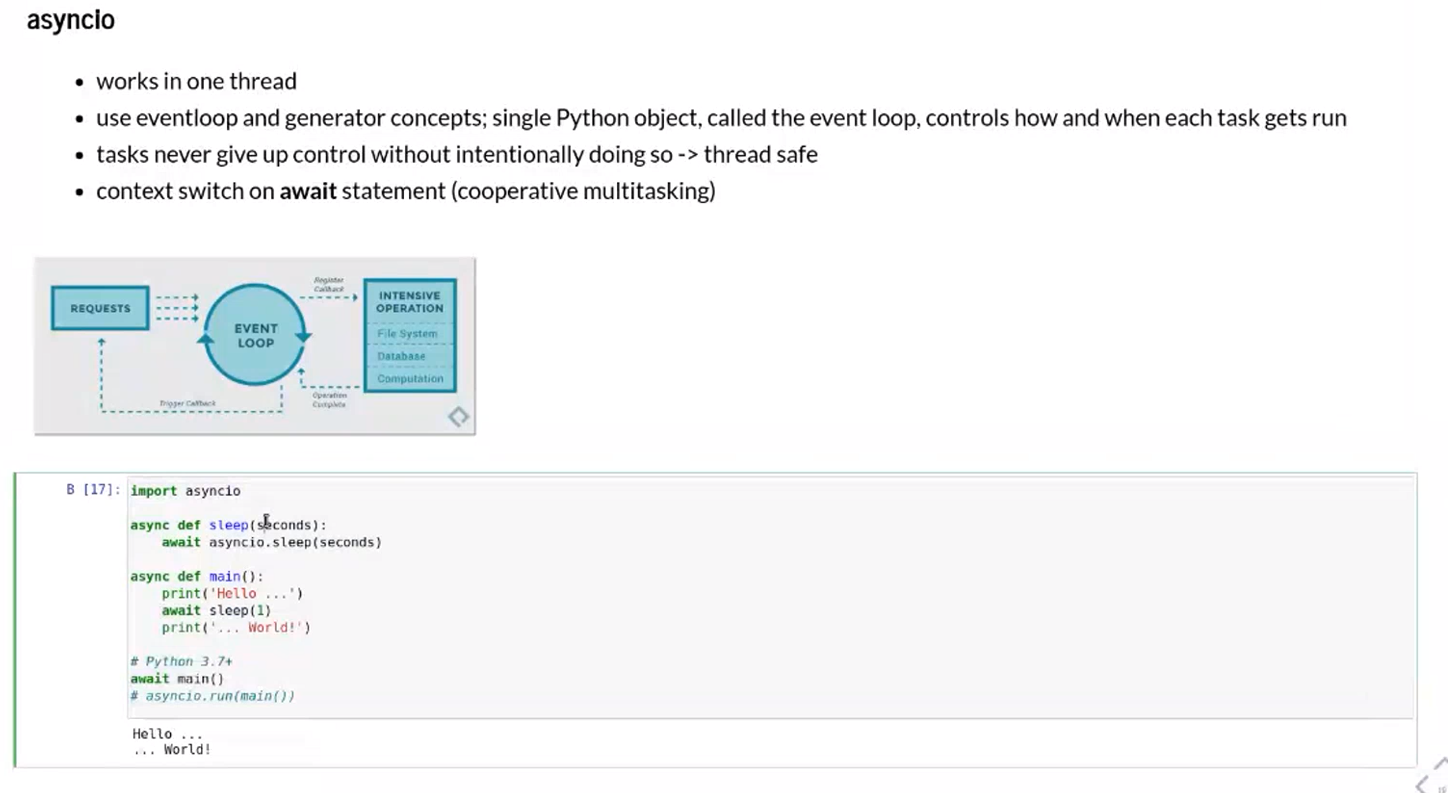 asyncio
• works in one thread
• use eventloop and generator concepts; single Python object, called the event loop, controls how and when each task gets run
• tasks never give up control without intentionally doing so -> thread safe
• context switch on await statement (cooperative multitasking)
REQUESTS
EVENT
LOOP
Register
Callback
INTENSIVE
OPERATION
File System
Database
Computation
Operation
Complete
Trigger Callback
B [17]:
import asyncio
async def sleep(seconds):
    await asyncio.sleep(seconds)
async def main():
    print('Hello ...')
    await sleep(1)
    print('... World!')
# Python 3.7+
await main()
# asyncio.run(main())
Hello ...
... World!